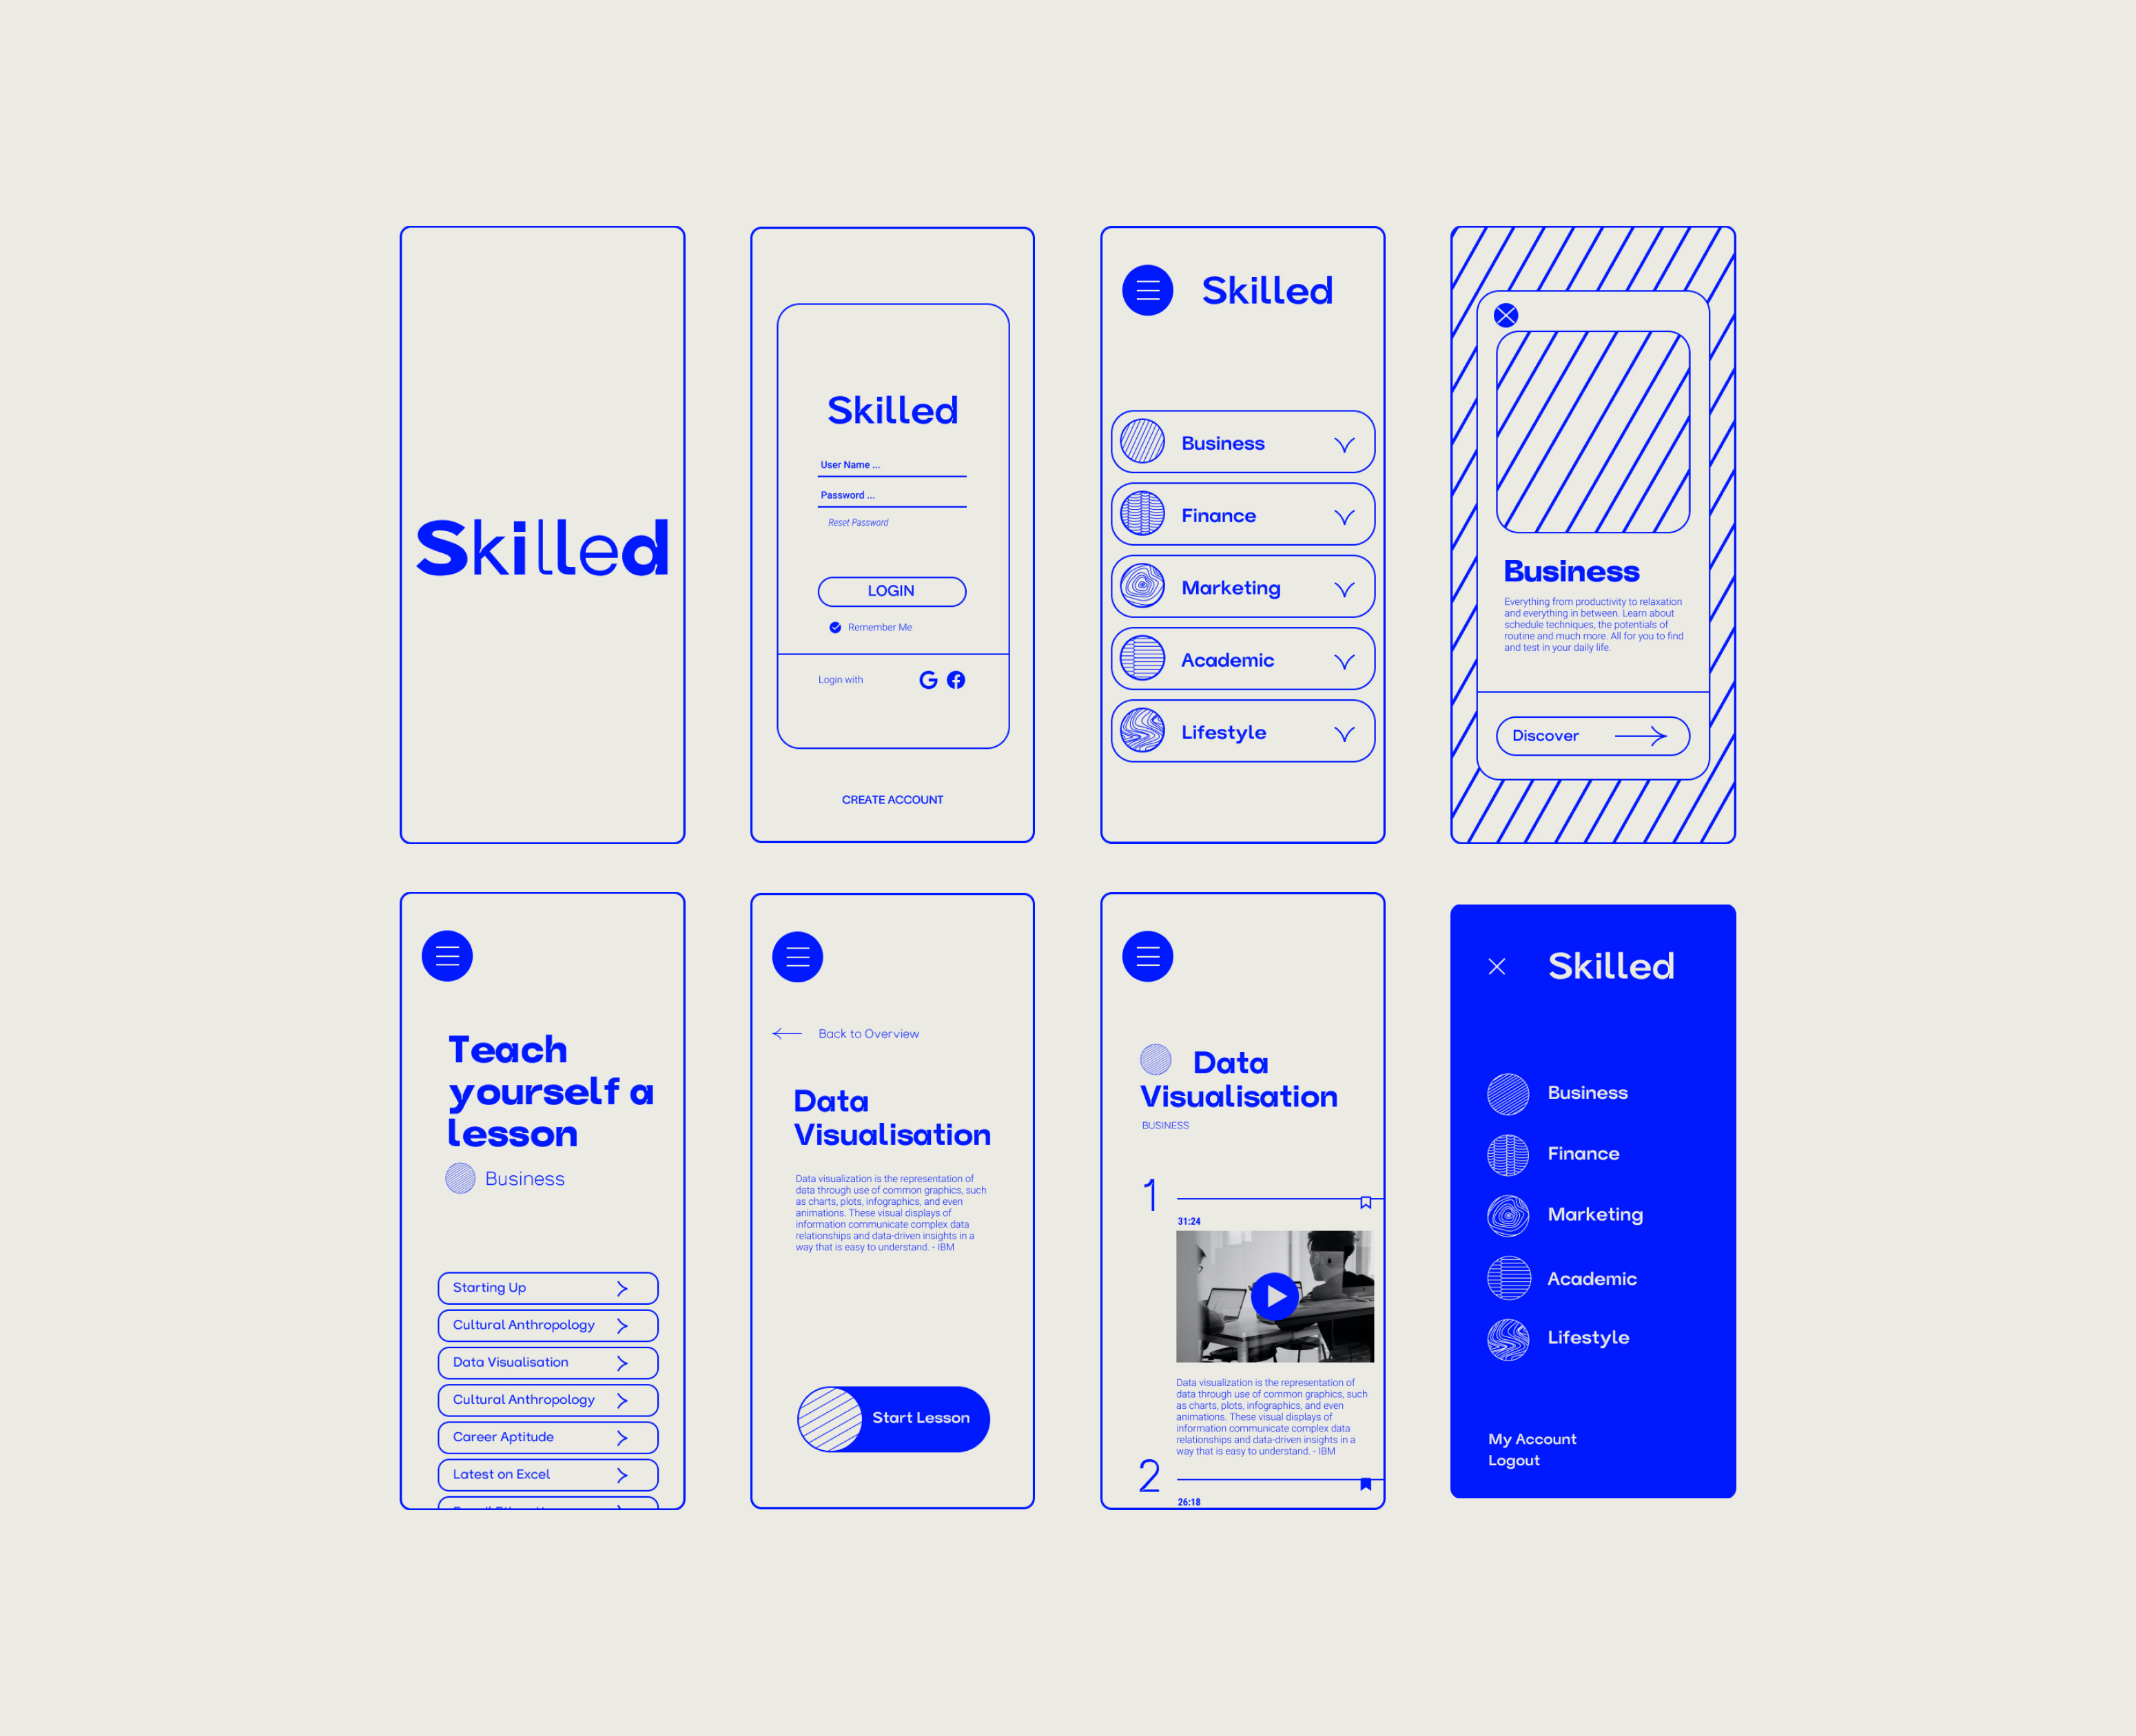 Skilled
Skilled
User Name ...
Password ...
Reset Password
LOGIN
Remember Me
Login with
CREATE ACCOUNT
Skilled
Business
Finance
Marketing
Academic
Lifestyle
Business
Everything from productivity to relaxation
and everything in between. Learn about
schedule techniques, the potentials of
routine and much more. All for you to find
and test in your daily life.
Discover
Teach
yourself a
lesson
Business
Starting Up
Cultural Anthropology
Data Visualisation
Cultural Anthropology
Career Aptitude
Latest on Excel
Back to Overview
Data
Visualisation
Data visualization is the representation of
data through use of common graphics, such
as charts, plots, infographics, and even
animations. These visual displays of
information communicate complex data
relationships and data-driven insights in a
way that is easy to understand. - IBM
Start Lesson
Data
Visualisation
BUSINESS
1
31:24
Data visualization is the representation of
data through use of common graphics, such
as charts, plots, infographics, and even
animations. These visual displays of
information communicate complex data
relationships and data-driven insights in a
way that is easy to understand. - IBM
2
26:18
Skilled
Business
Finance
Marketing
Academic
Lifestyle
My Account
Logout